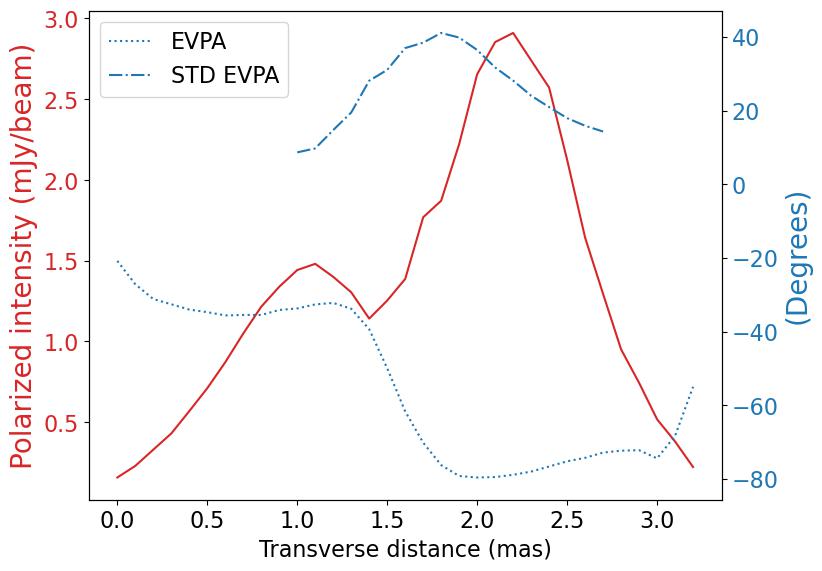 EVPA
STD EVPA
Polarized intensity (mJy/beam)
3.0
2.5
2.0
1.5
1.0
0.5
40
20
0
−20
−40
−60
−80
(Degrees)
0.0 0.5 1.0 1.5 2.0 2.5 3.0
Transverse distance (mas)